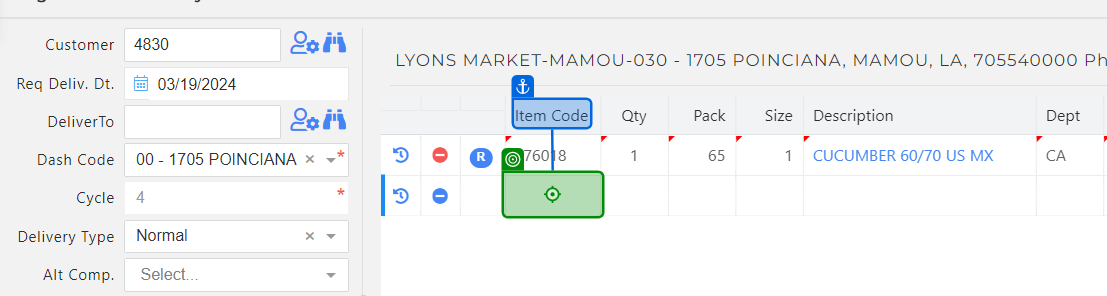 Customer 4830
Req Deliv. Dt. 03/19/2024
DeliverTo
Dash Code 00 - 1705 POINCIANA × *
Cycle 4 *
Delivery Type Normal ×
Alt Comp. Select...
LYONS MARKET-MAMOU-030 - 1705 POINCIANA, MAMOU, LA, 705540000 Ph
Item Code Qty Pack Size Description Dept
R 76018 1 65 1 CUCUMBER 60/70 US MX CA